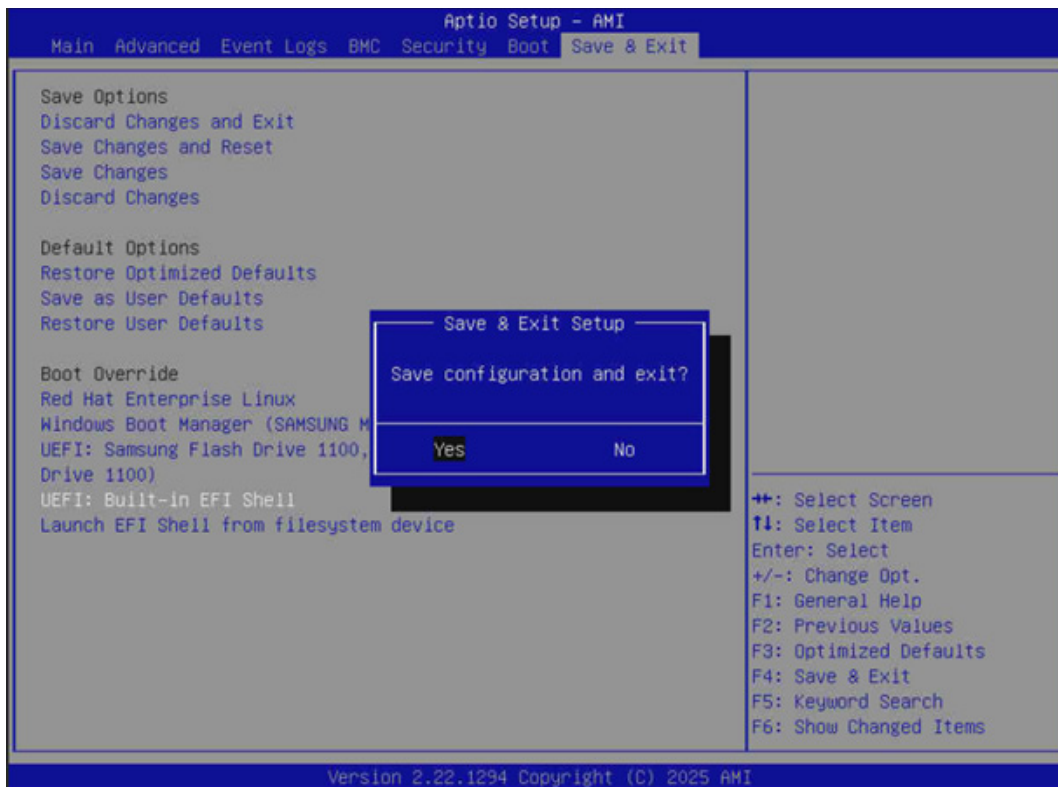 Aptio Setup – AMI
Main Advanced Event Logs BMC Security Boot Save & Exit
Save Options
Discard Changes and Exit
Save Changes and Reset
Save Changes
Discard Changes
Default Options
Restore Optimized Defaults
Save as User Defaults
Restore User Defaults
Boot Override
Red Hat Enterprise Linux
Windows Boot Manager (SAMSUNG M
UEFI: Samsung Flash Drive 1100,
Drive 1100)
UEFI: Built-in EFI Shell
Launch EFI Shell from filesystem device
Save & Exit Setup
Save configuration and exit?
Yes No
→←: Select Screen
↑↓: Select Item
Enter: Select
+/-: Change Opt.
F1: General Help
F2: Previous Values
F3: Optimized Defaults
F4: Save & Exit
F5: Keyword Search
F6: Show Changed Items
Version 2.22.1294 Copyright (C) 2025 AMI